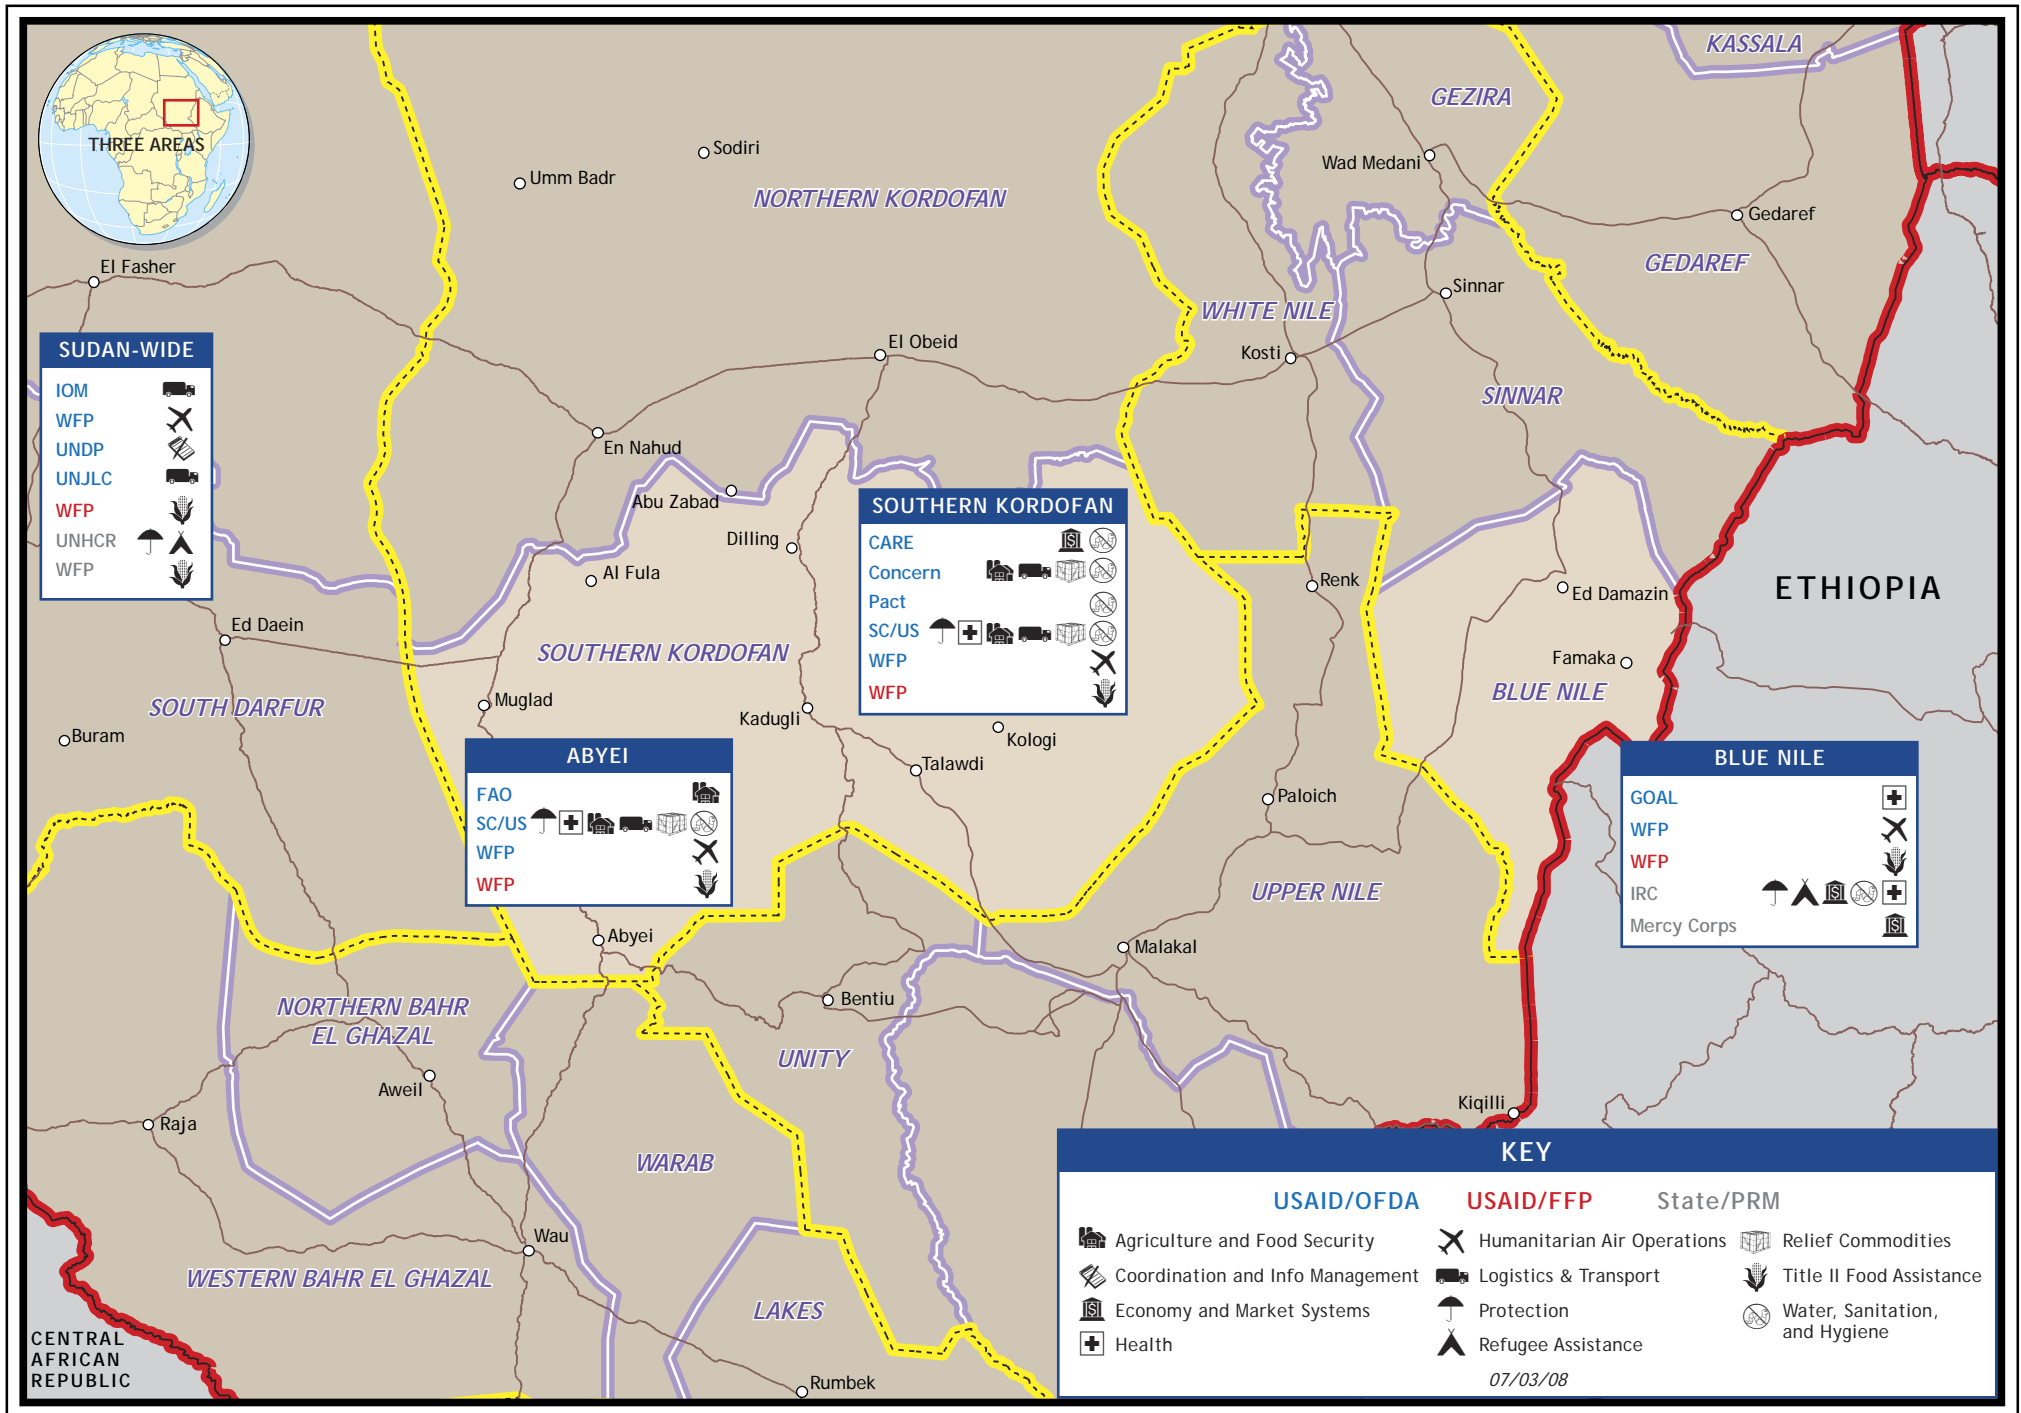 KASSALA
GEZIRA
THREE AREAS
Sodiri
Umm Badr
Wad Medani
NORTHERN KORDOFAN
Gedaref
El Fasher
GEDAREF
Sinnar
WHITE NILE
El Obeid
Kosti
SINNAR
SUDAN-WIDE
IOM
WFP
UNDP
UNJLC
WFP
UNHCR
WFP
En Nahud
Abu Zabad
Dilling
Al Fula
SOUTHERN KORDOFAN
CARE
Concern
Pact
SC/US
WFP
WFP
Renk
Ed Damazin
ETHIOPIA
Ed Daein
SOUTHERN KORDOFAN
Famaka
BLUE NILE
SOUTH DARFUR
Muglad
Kadugli
Buram
Kologi
Talawdi
ABYEI
FAO
SC/US
WFP
WFP
Paloich
BLUE NILE
GOAL
WFP
WFP
IRC
Mercy Corps
UPPER NILE
Abyei
Malakal
Bentiu
NORTHERN BAHR
EL GHAZAL
UNITY
Aweil
Kiqilli
Raja
WARAB
Wau
WESTERN BAHR EL GHAZAL
LAKES
Rumbek
CENTRAL
AFRICAN
REPUBLIC
KEY
USAID/OFDA USAID/FFP State/PRM
Agriculture and Food Security
Coordination and Info Management
Economy and Market Systems
Health
Humanitarian Air Operations
Logistics & Transport
Protection
Refugee Assistance
Relief Commodities
Title II Food Assistance
Water, Sanitation,
and Hygiene
07/03/08